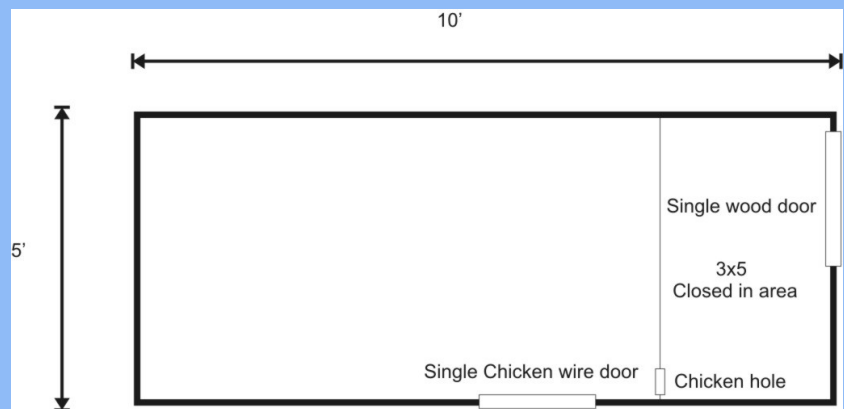 10’
5’
Single wood door
3x5
Closed in area
Single Chicken wire door
Chicken hole